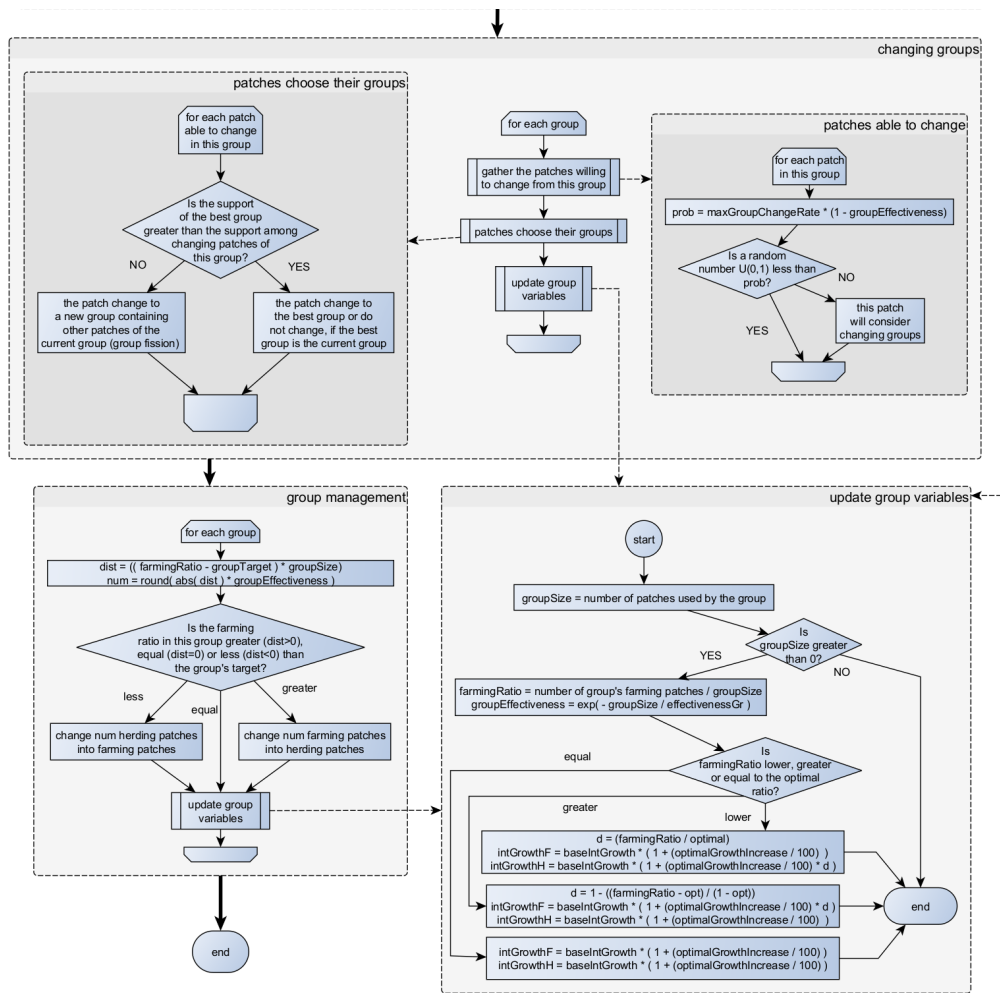 changing groups
patches choose their groups
for each patch
able to change
in this group
Is the support
of the best group
greater than the support among
changing patches of
this group?
NO
YES
the patch change to
a new group containing
other patches of the
current group (group fission)
the patch change to
the best group or do
not change, if the best
group is the current group
for each group
gather the patches willing
to change from this group
patches choose their groups
update group
variables
patches able to change
for each patch
in this group
prob = maxGroupChangeRate * (1 - groupEffectiveness)
Is a random
number U(0,1) less than
prob?
NO
YES
this patch
will consider
changing groups
group management
for each group
dist = (( farmingRatio - groupTarget ) * groupSize)
num = round( abs( dist ) * groupEffectiveness )
Is the farming
ratio in this group greater (dist>0),
equal (dist=0) or less (dist<0) than
the group's target?
less
equal
greater
change num herding patches
into farming patches
change num farming patches
into herding patches
update group
variables
end
update group variables
start
groupSize = number of patches used by the group
Is
groupSize greater
than 0?
YES
NO
farmingRatio = number of group's farming patches / groupSize
groupEffectiveness = exp( - groupSize / effectivenessGr )
Is
farmingRatio lower, greater
or equal to the optimal
ratio?
equal
greater
lower
d = (farmingRatio / optimal)
intGrowthF = baseIntGrowth * ( 1 + (optimalGrowthIncrease / 100) )
intGrowthH = baseIntGrowth * ( 1 + (optimalGrowthIncrease / 100) * d )
d = 1 - ((farmingRatio - opt) / (1 - opt))
intGrowthF = baseIntGrowth * ( 1 + (optimalGrowthIncrease / 100) * d )
intGrowthH = baseIntGrowth * ( 1 + (optimalGrowthIncrease / 100) )
intGrowthF = baseIntGrowth * ( 1 + (optimalGrowthIncrease / 100) )
intGrowthH = baseIntGrowth * ( 1 + (optimalGrowthIncrease / 100) )
end